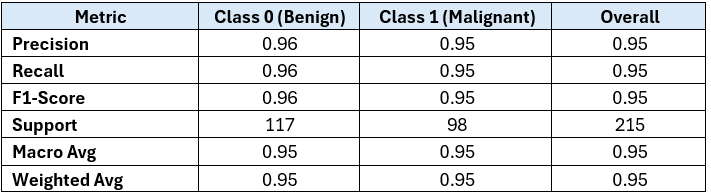 Metric Class 0 (Benign) Class 1 (Malignant) Overall
Precision 0.96 0.95 0.95
Recall 0.96 0.95 0.95
F1-Score 0.96 0.95 0.95
Support 117 98 215
Macro Avg 0.95 0.95 0.95
Weighted Avg 0.95 0.95 0.95